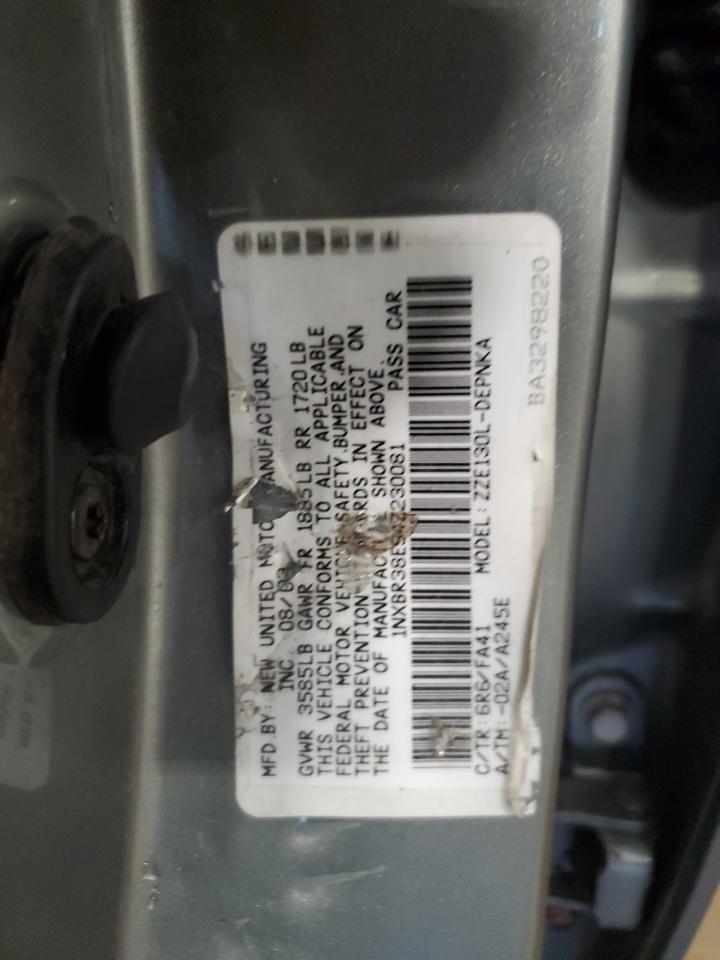 MFD BY: NEW UNITED MOTOR MANUFACTURING
INC 08/03
GVWR 3585LB GAWR FR 1885LB RR 1720LB
THIS VEHICLE CONFORMS TO ALL APPLICABLE
FEDERAL MOTOR VEHICLE SAFETY, BUMPER, AND
THEFT PREVENTION IN EFFECT ON
THE DATE OF MANUFAC SHOWN ABOVE.
PASS CAR
C/TR: 6R6/FA41 MODEL: ZZE130L-DEPNKA
A/TM: -02A/A245E
BA3298220